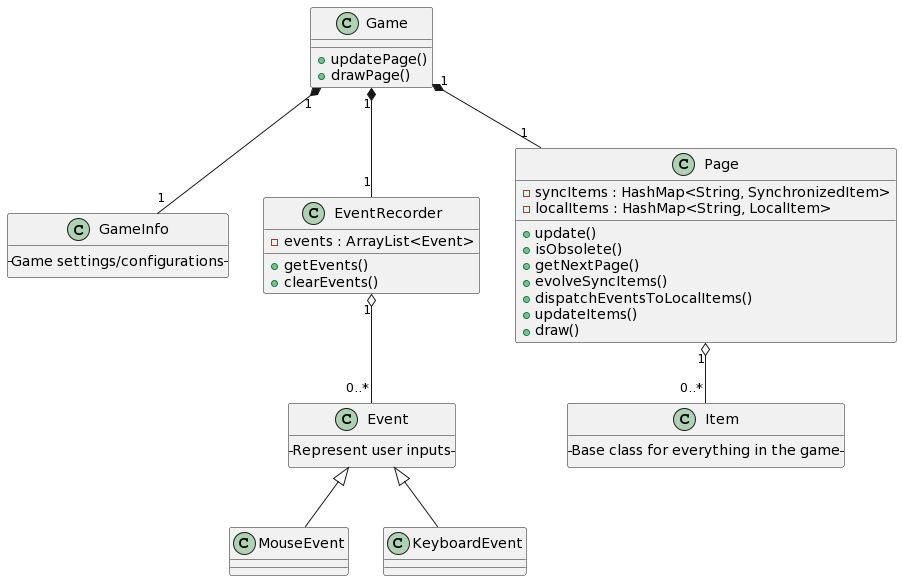 C Game
updatePage()
drawPage()
1
1
1
1
1
1
C GameInfo
Game settings/configurations
C EventRecorder
events : ArrayList<Event>
getEvents()
clearEvents()
C Page
syncItems : HashMap<String, SynchronizedItem>
localItems : HashMap<String, LocalItem>
update()
isObsolete()
getNextPage()
evolveSyncItems()
dispatchEventsToLocalItems()
updateItems()
draw()
1
0..*
1
0..*
C Event
Represent user inputs
C Item
Base class for everything in the game
C MouseEvent
C KeyboardEvent